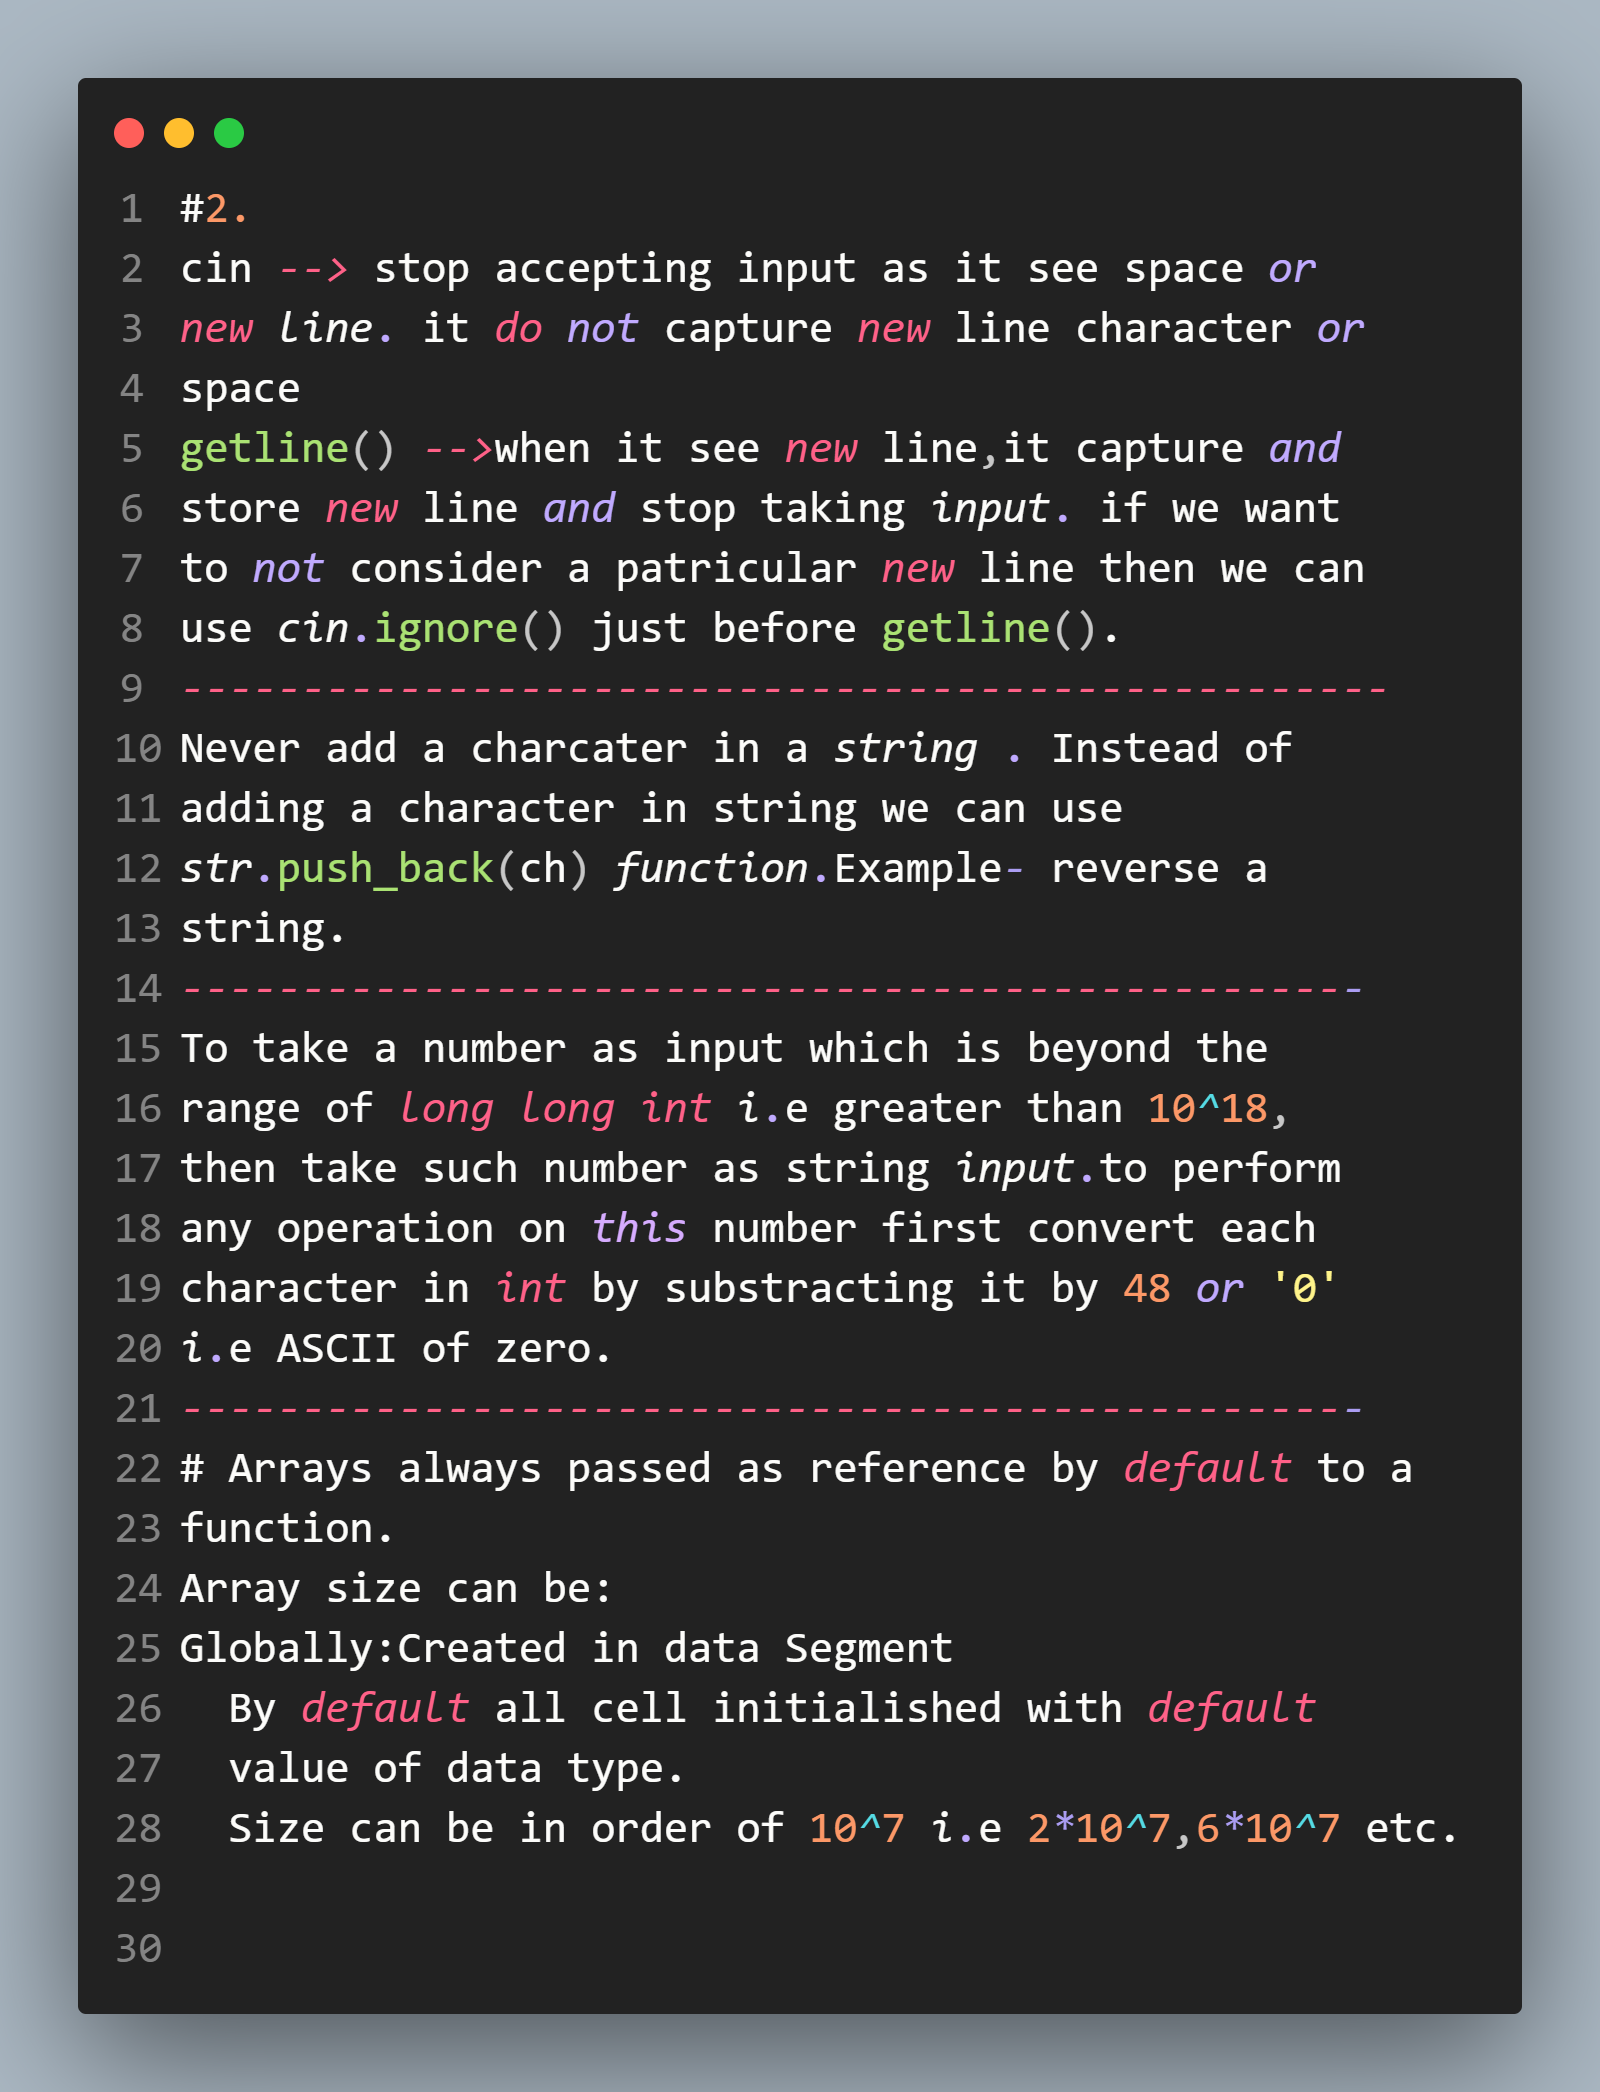 1 #2.
2 cin --> stop accepting input as it see space or
3 new line. it do not capture new line character or
4 space
5 getline() -->when it see new line,it capture and
6 store new line and stop taking input. if we want
7 to not consider a patricular new line then we can
8 use cin.ignore() just before getline().
9 --------------------------------------------------
10 Never add a charcater in a string . Instead of
11 adding a character in string we can use
12 str.push_back(ch) function.Example- reverse a
13 string.
14 -------------------------------------------------
15 To take a number as input which is beyond the
16 range of long long int i.e greater than 10^18,
17 then take such number as string input.to perform
18 any operation on this number first convert each
19 character in int by substracting it by 48 or '0'
20 i.e ASCII of zero.
21 -------------------------------------------------
22 # Arrays always passed as reference by default to a
23 function.
24 Array size can be:
25 Globally:Created in data Segment
26   By default all cell initialished with default
27   value of data type.
28   Size can be in order of 10^7 i.e 2*10^7,6*10^7 etc.
29
30